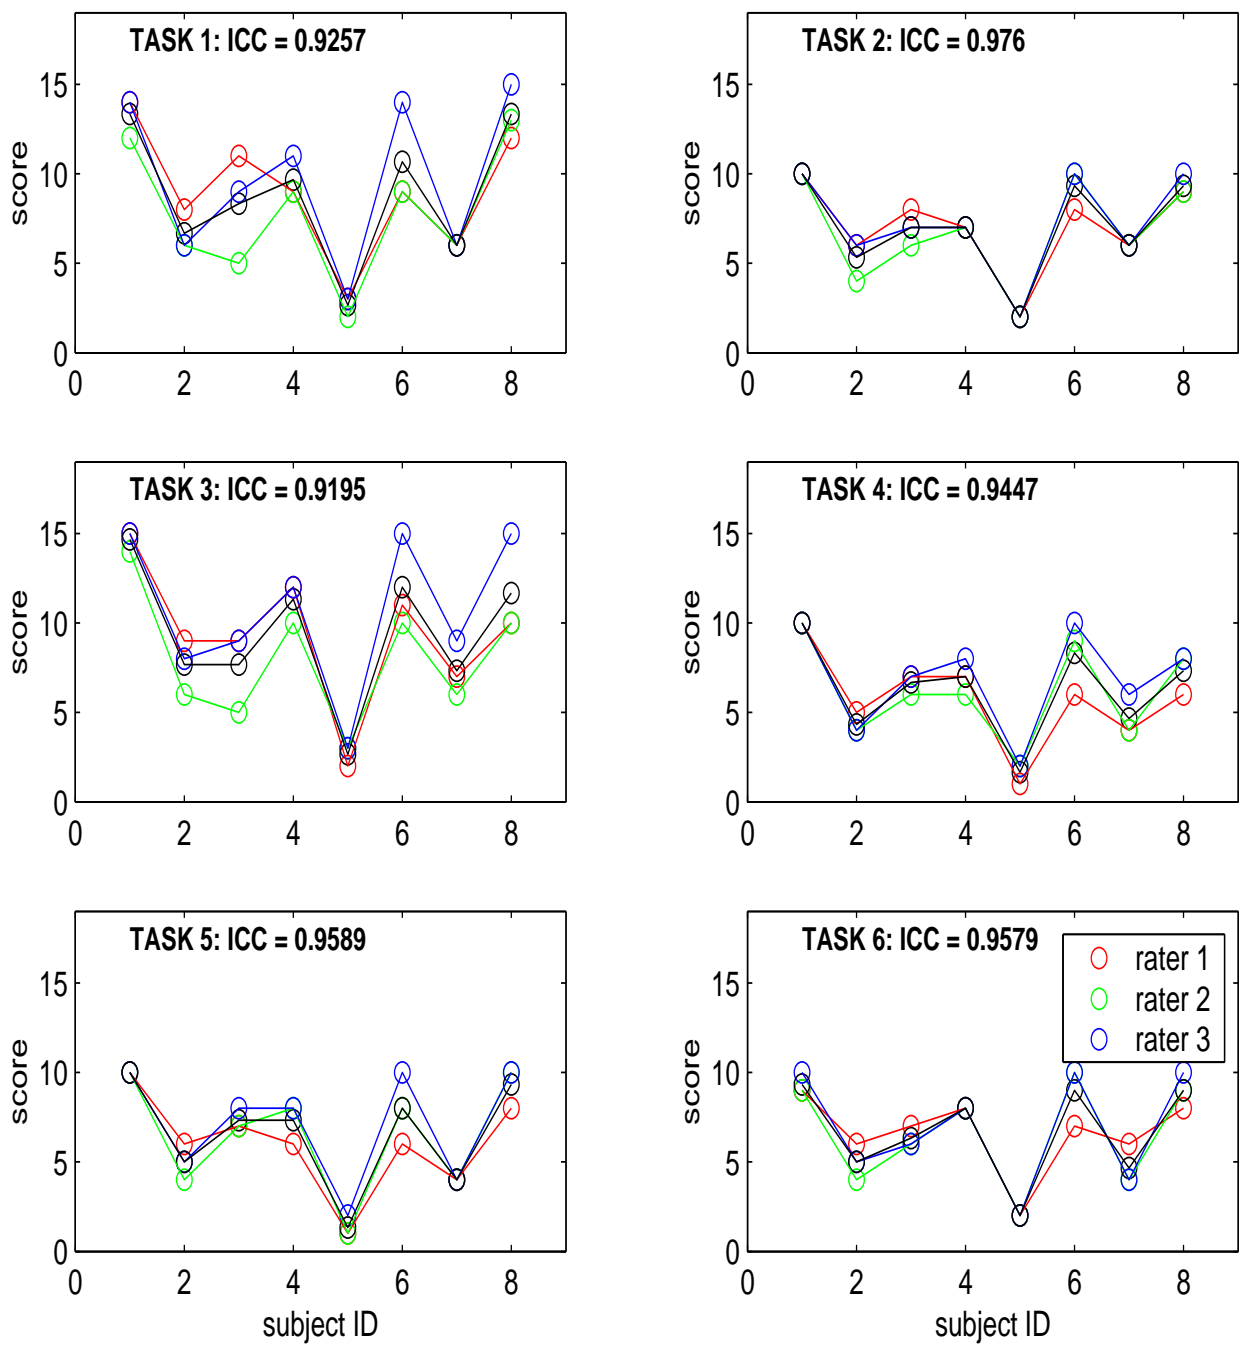 TASK 1: ICC = 0.9257
score
15
10
5
0
0 2 4 6 8
TASK 2: ICC = 0.976
score
15
10
5
0
0 2 4 6 8
TASK 3: ICC = 0.9195
score
15
10
5
0
0 2 4 6 8
TASK 4: ICC = 0.9447
score
15
10
5
0
0 2 4 6 8
TASK 5: ICC = 0.9589
score
15
10
5
0
0 2 4 6 8
subject ID
TASK 6: ICC = 0.9579
rater 1
rater 2
rater 3
score
15
10
5
0
0 2 4 6 8
subject ID